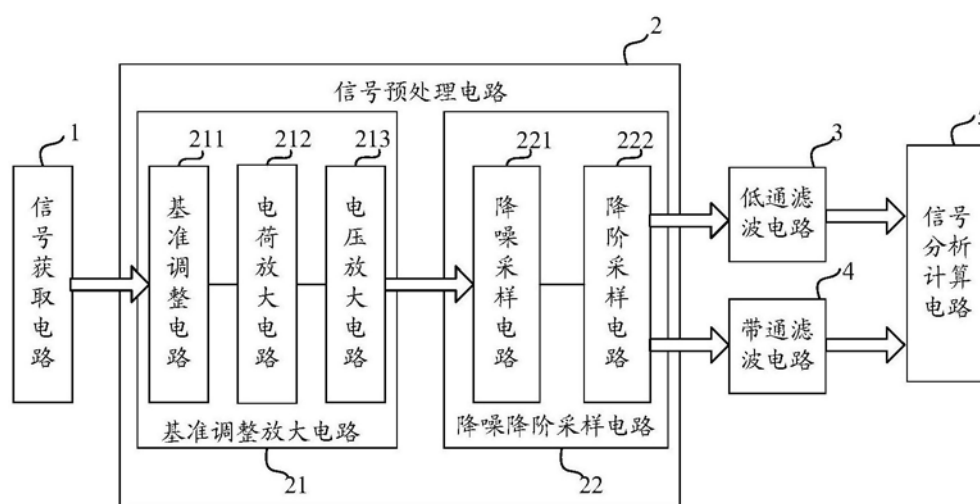 2
信号预处理电路
1
211
212
213
221
222
3
信号获取电路
基准调整电路
电荷放大电路
电压放大电路
降噪采样电路
降阶采样电路
低通滤
波电路
信号
分析
计算
电路
4
带通滤
波电路
基准调整放大电路
降噪降阶采样电路
21
22